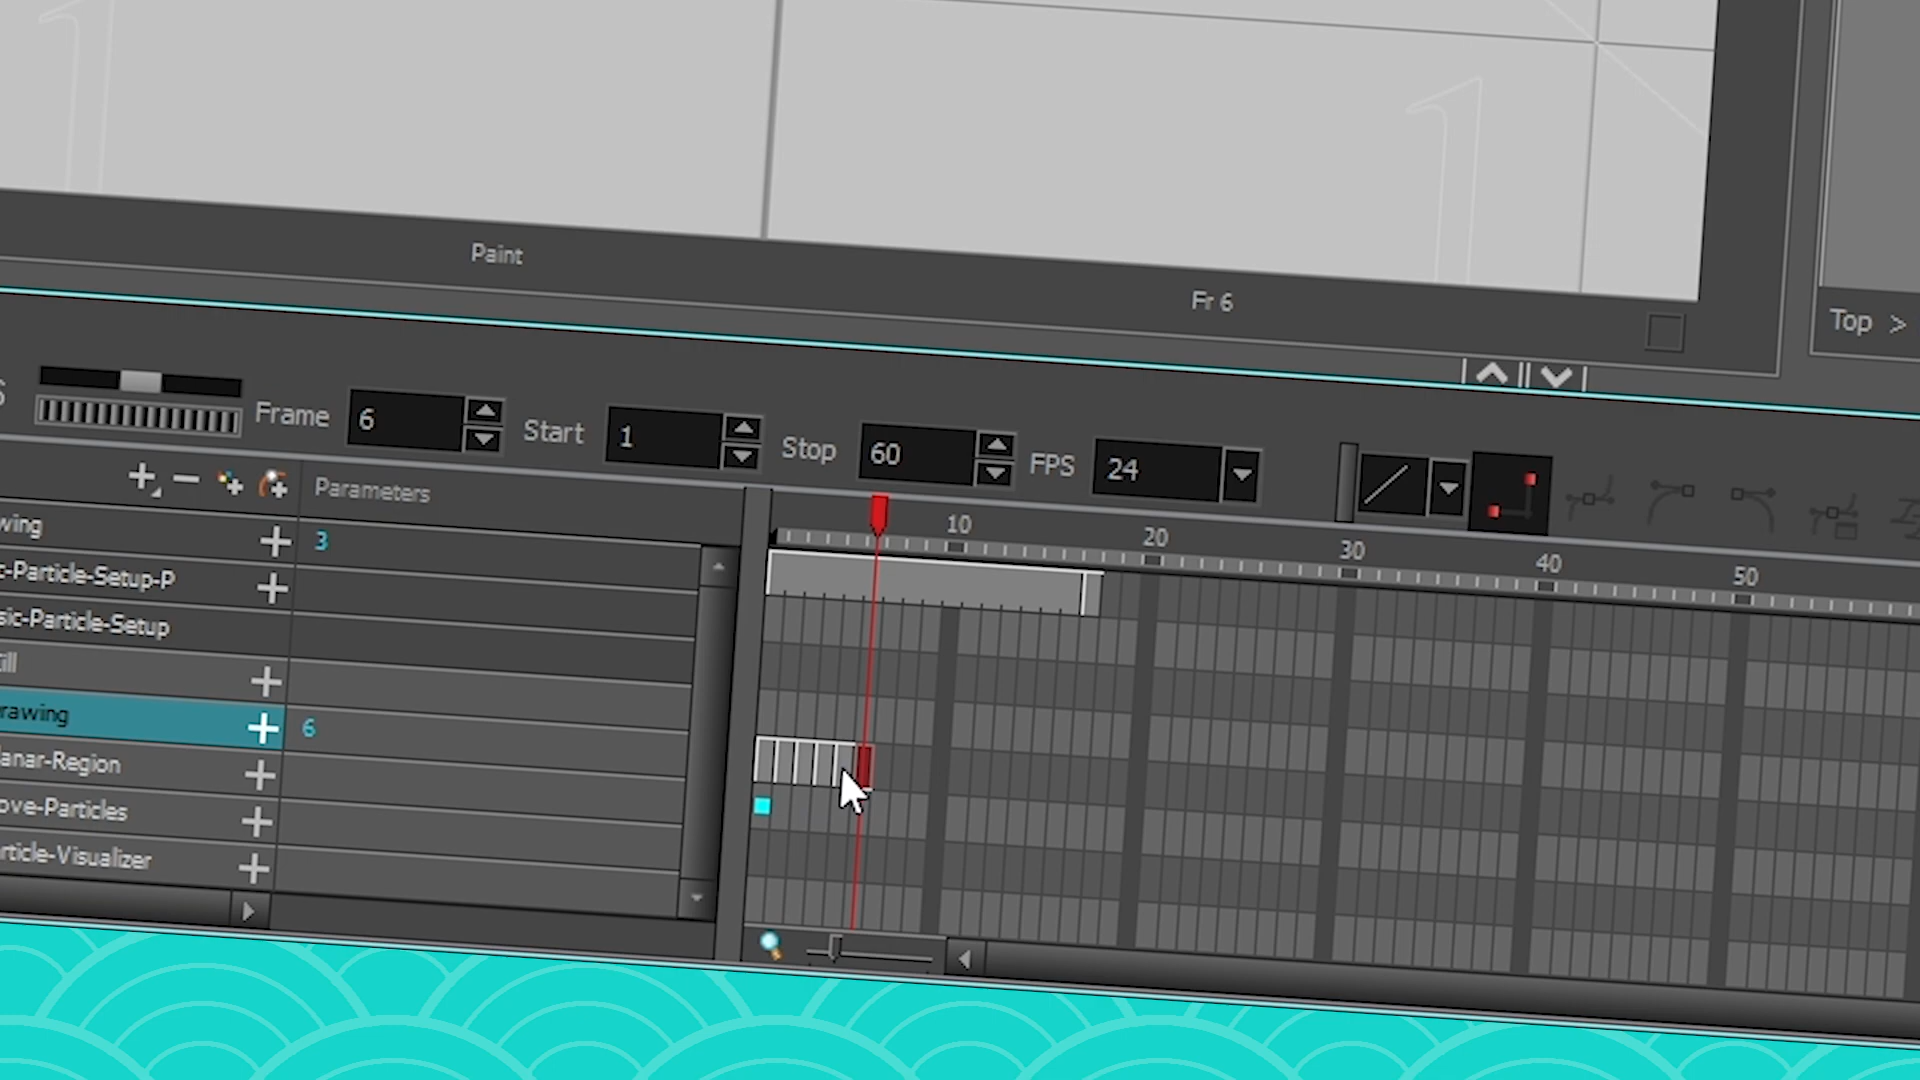 Paint
Fr 6
Top >
Frame 6 Start 1 Stop 60 FPS 24
Parameters
10 20 30 40 50
wing 3
c-Particle-Setup-P
sic-Particle-Setup
ill
rawing 6
lanar-Region
ove-Particles
rticle-Visualizer